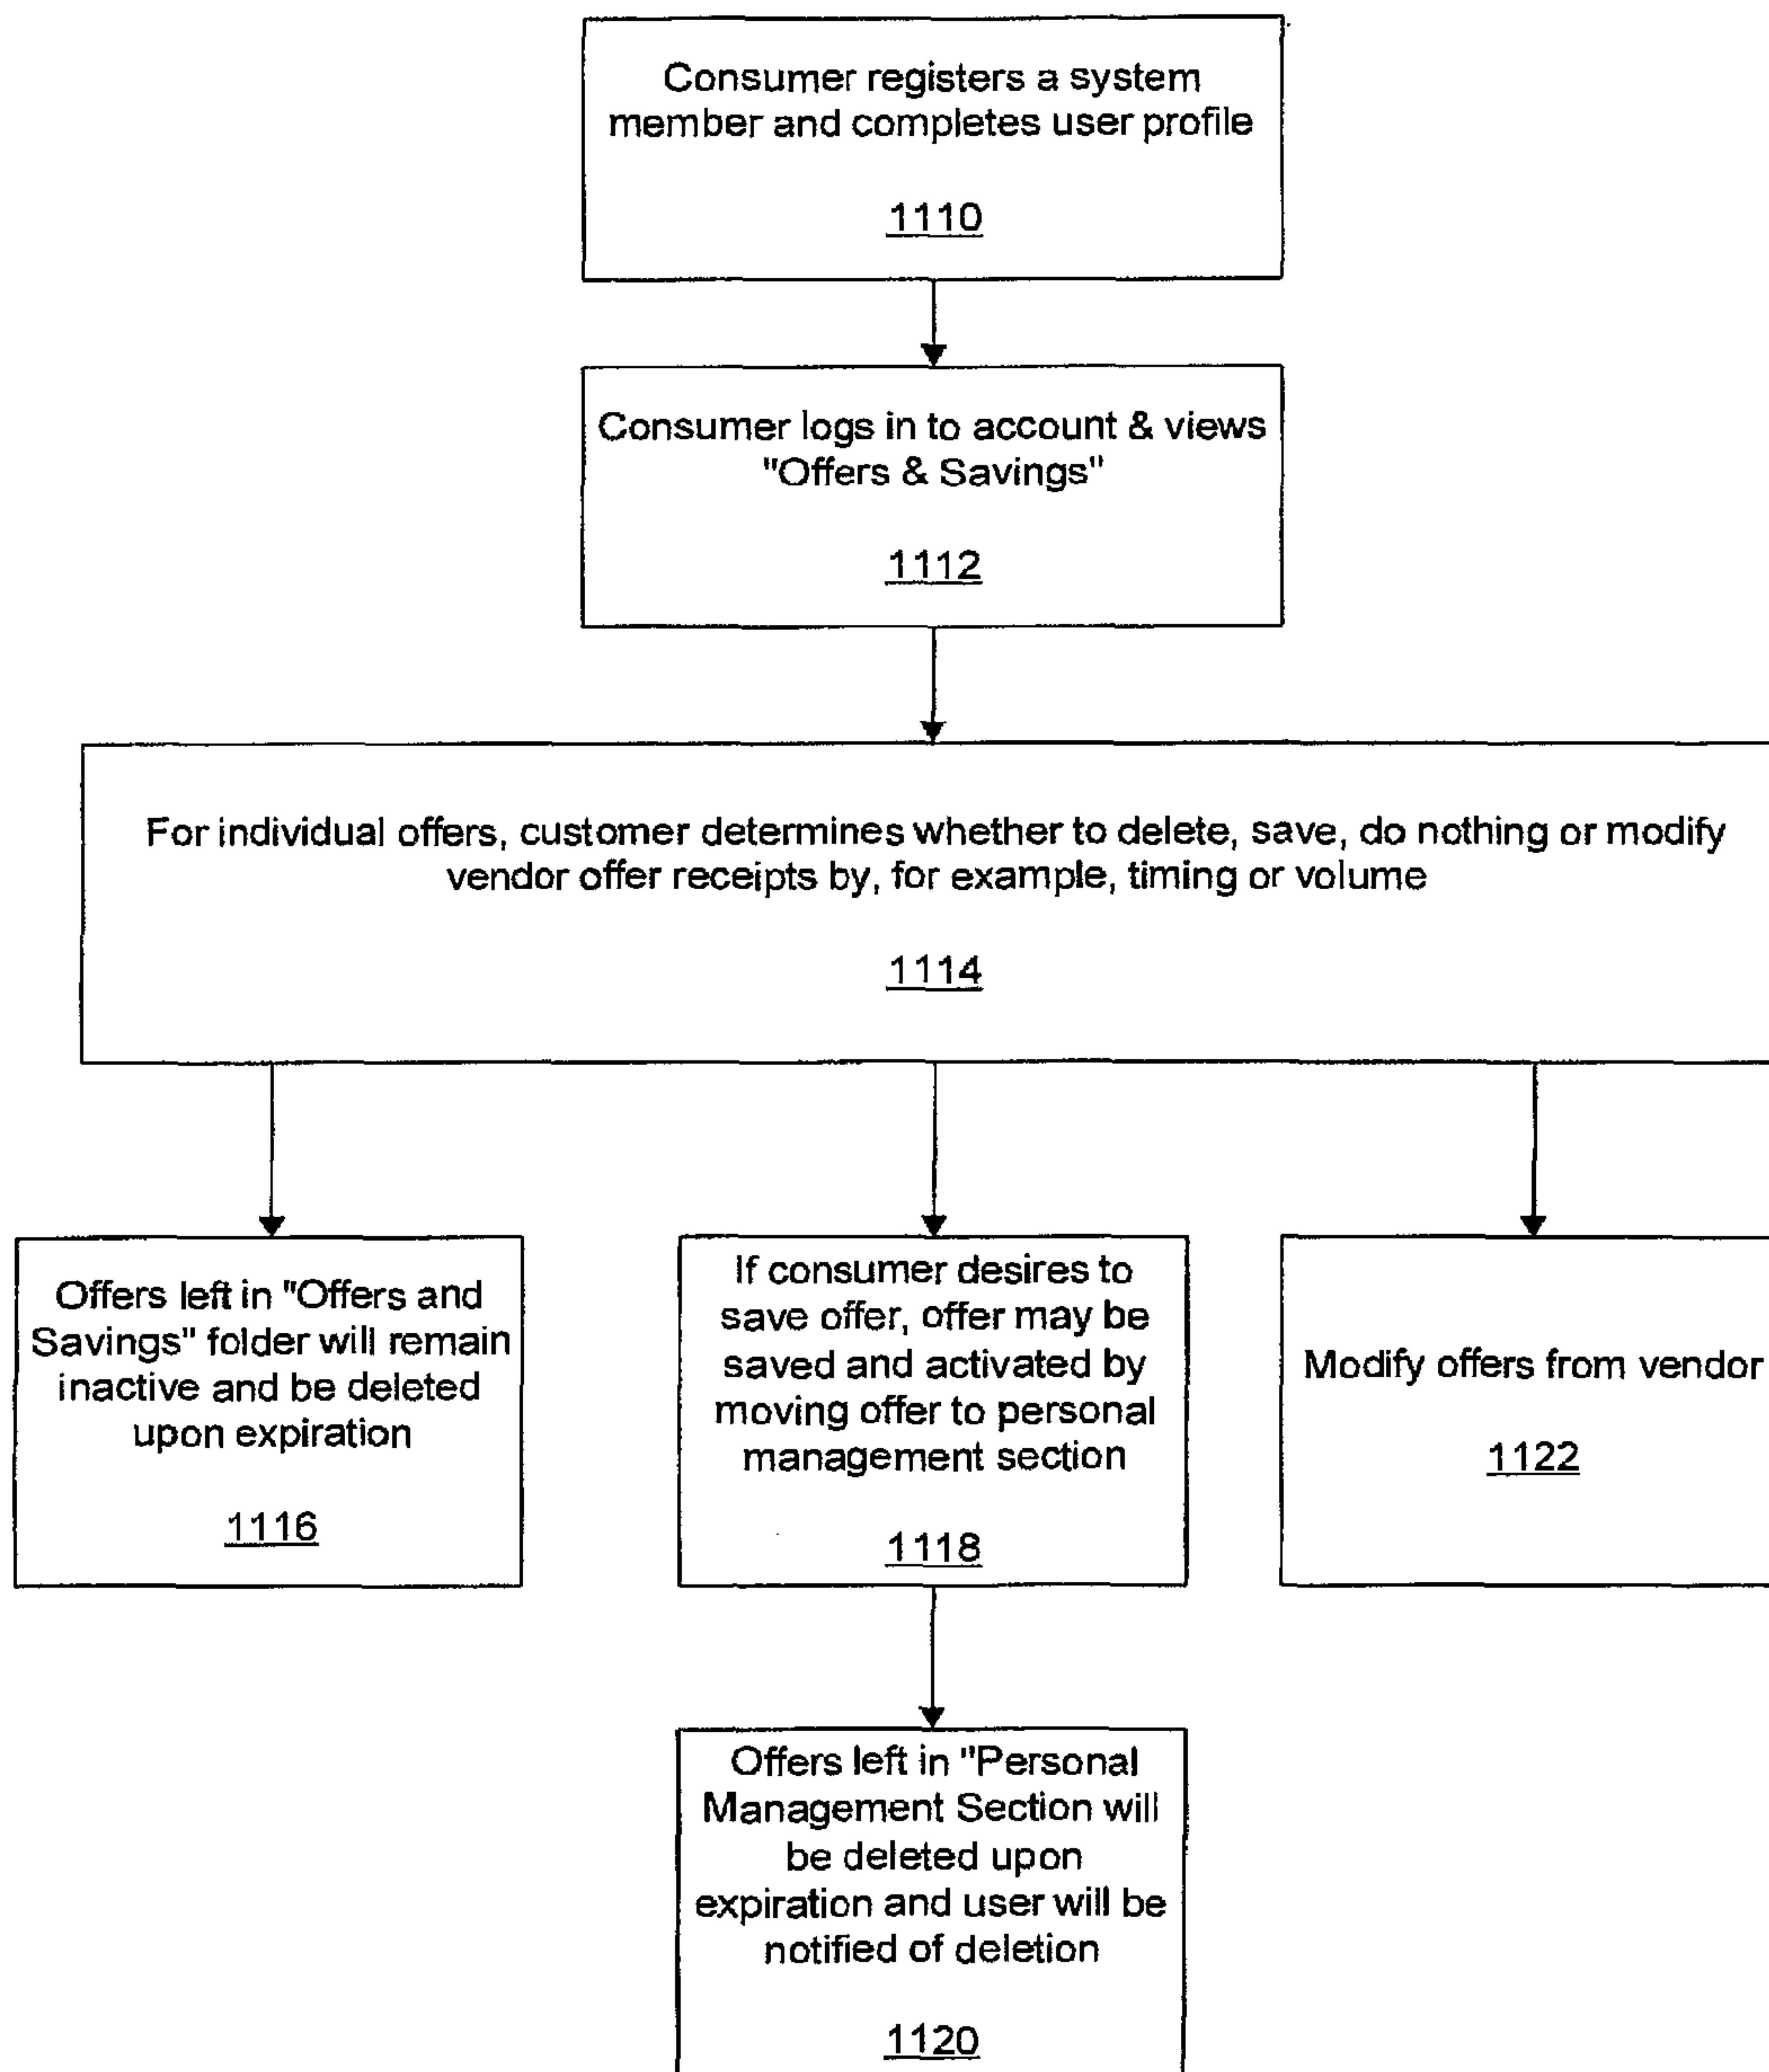 Consumer registers a system
member and completes user profile
1110
Consumer logs in to account & views
"Offers & Savings"
1112
For individual offers, customer determines whether to delete, save, do nothing or modify
vendor offer receipts by, for example, timing or volume
1114
Offers left in "Offers and
Savings" folder will remain
inactive and be deleted
upon expiration
1116
If consumer desires to
save offer, offer may be
saved and activated by
moving offer to personal
management section
1118
Modify offers from vendor
1122
Offers left in "Personal
Management Section will
be deleted upon
expiration and user will be
notified of deletion
1120